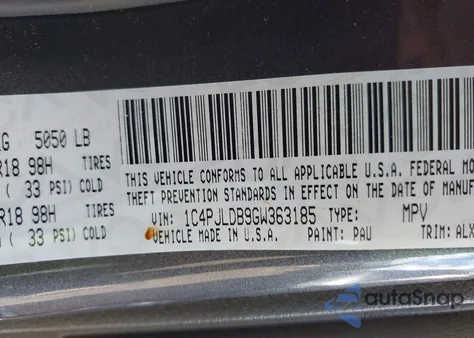 G 5050 LB
R18 98H TIRES
( 33 PSI) COLD
R18 98H TIRES
( 33 PSI) COLD
THIS VEHICLE CONFORMS TO ALL APPLICABLE U.S.A. FEDERAL MO
THEFT PREVENTION STANDARDS IN EFFECT ON THE DATE OF MANU
VIN: 1C4PJLDB9GW363185 TYPE: MPV
VEHICLE MADE IN U.S.A. PAINT: PAU TRIM: ALX
autoSnap